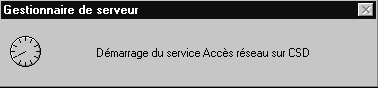 Gestionnaire de serveur
Démarrage du service Accès réseau sur CSD